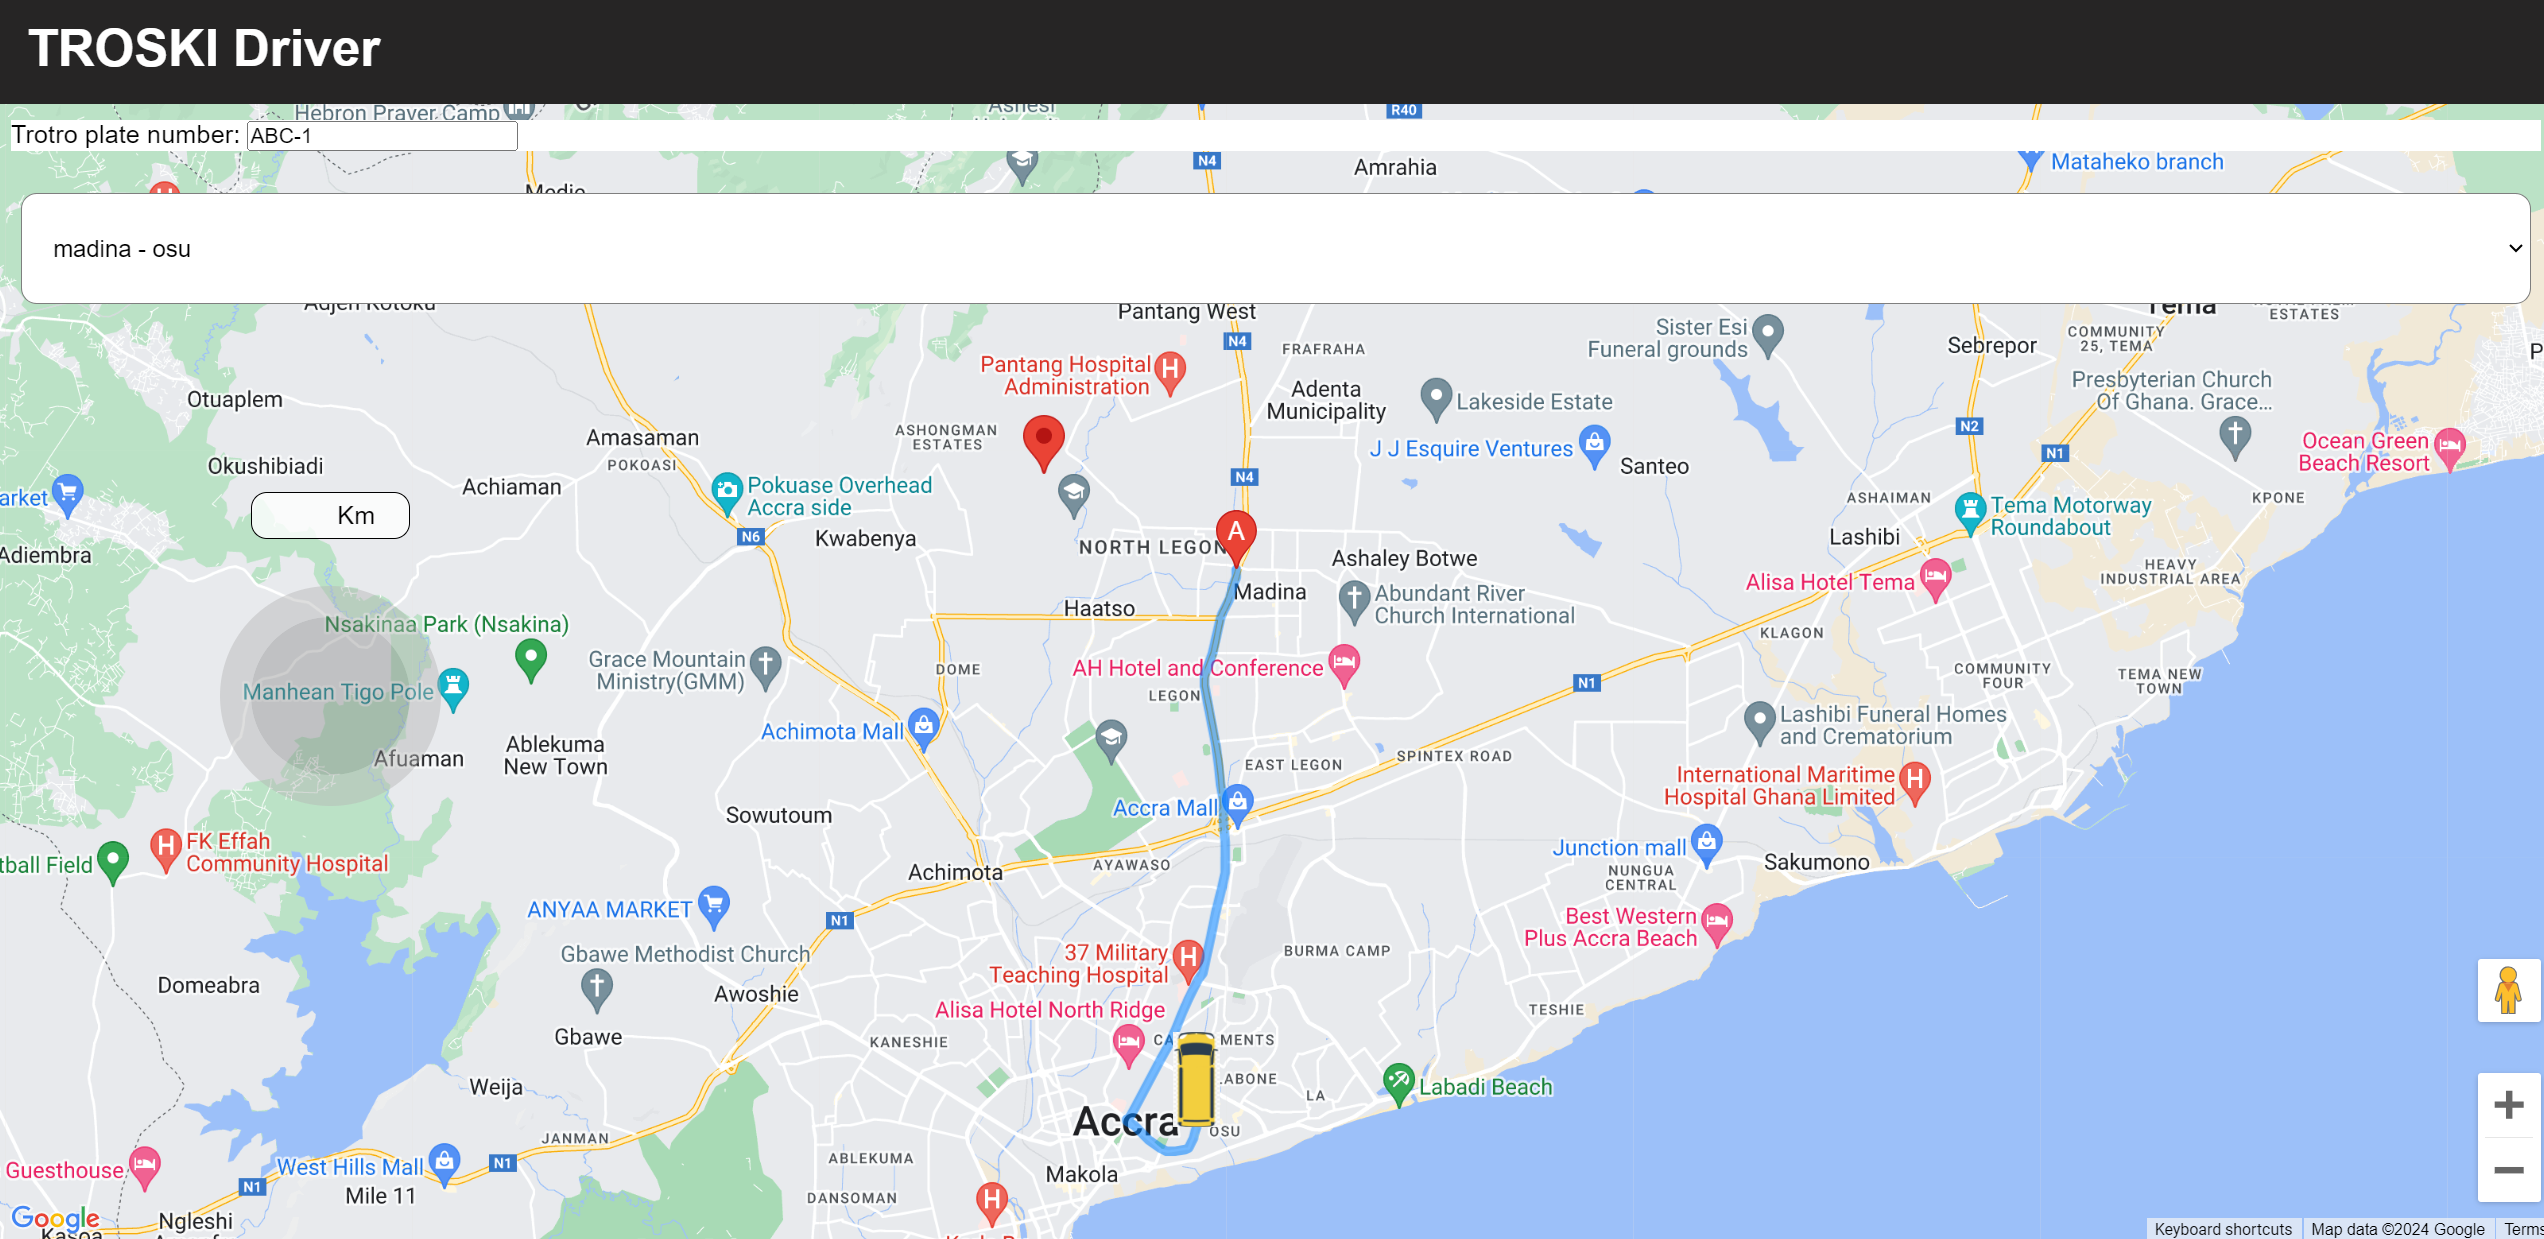 TROSKI Driver
Hebron Prayer Camp
R40
Trotro plate number: ABC-1
N4
Amrahia
Mataheko branch
madina - osu
Pantang West
Tema
ESTATES
Sister Esi
Funeral grounds
COMMUNITY
25, TEMA
Sebrepor
N4
FRAFRAHA
Pantang Hospital
Administration
Adenta
Municipality
Lakeside Estate
Presbyterian Church
Of Ghana. Grace...
Otuaplem
ASHONGMAN
ESTATES
Amasaman
POKOASI
N2
N1
Ocean Green
Beach Resort
J J Esquire Ventures
Santeo
Okushibiadi
Achiaman
Pokuase Overhead
Accra side
N4
ASHAIMAN
KPONE
Tema Motorway
Roundabout
arket
Km
N6
Kwabenya
NORTH LEGON
A
Lashibi
Adiembra
Ashaley Botwe
HEAVY
INDUSTRIAL AREA
Alisa Hotel Tema
Madina
Abundant River
Church International
Haatso
Nsakinaa Park (Nsakina)
KLAGON
Grace Mountain
Ministry(GMM)
DOME
AH Hotel and Conference
LEGON
COMMUNITY
FOUR
TEMA NEW
TOWN
Manhean Tigo Pole
N1
Lashibi Funeral Homes
and Crematorium
Achimota Mall
Ablekuma
New Town
Afuaman
SPINTEX ROAD
EAST LEGON
International Maritime
Hospital Ghana Limited
Accra Mall
Sowutoum
FK Effah
Community Hospital
tball Field
Junction mall
Sakumono
AYAWASO
Achimota
NUNGUA
CENTRAL
ANYAA MARKET
N1
Best Western
Plus Accra Beach
37 Military
Teaching Hospital
BURMA CAMP
Gbawe Methodist Church
Domeabra
Awoshie
Alisa Hotel North Ridge
TESHIE
Gbawe
KANESHIE
CA MENTS
LABONE
Weija
LA
Labadi Beach
Accra
OSU
JANMAN
ABLEKUMA
Makola
Guesthouse
West Hills Mall
N1
N1
Mile 11
DANSOMAN
Google
Ngleshi
Kasoa
Keyboard shortcuts
Map data ©2024 Google
Terms